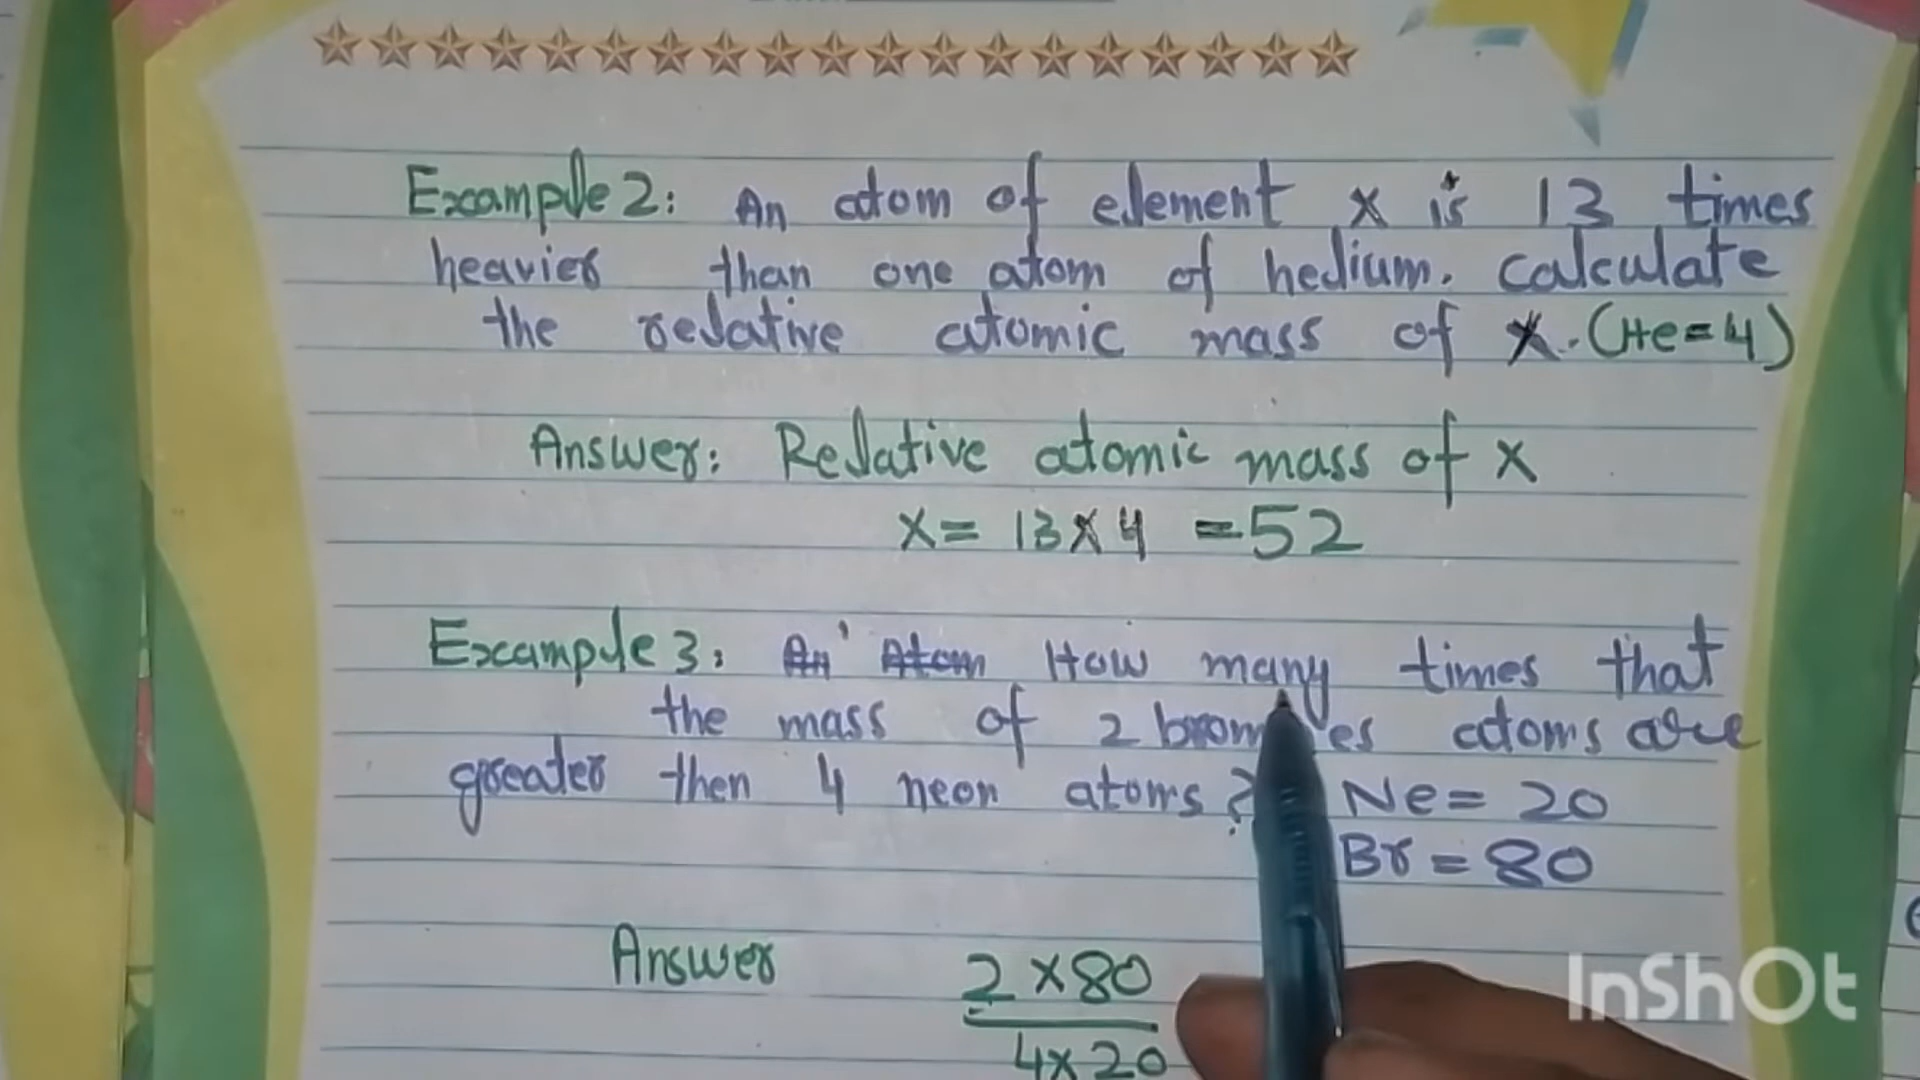 Example 2: An atom of element X is 13 times
heavier than one atom of helium. calculate
the relative atomic mass of X. (He=4)
Answer: Relative atomic mass of X
X= 13x4 =52
Example 3: An Atom How many times that
the mass of 2 atoms are
greater then 4 neon atoms? Ne= 20
Br = 80
Answer 2 x 80
4 x 20
InShOt